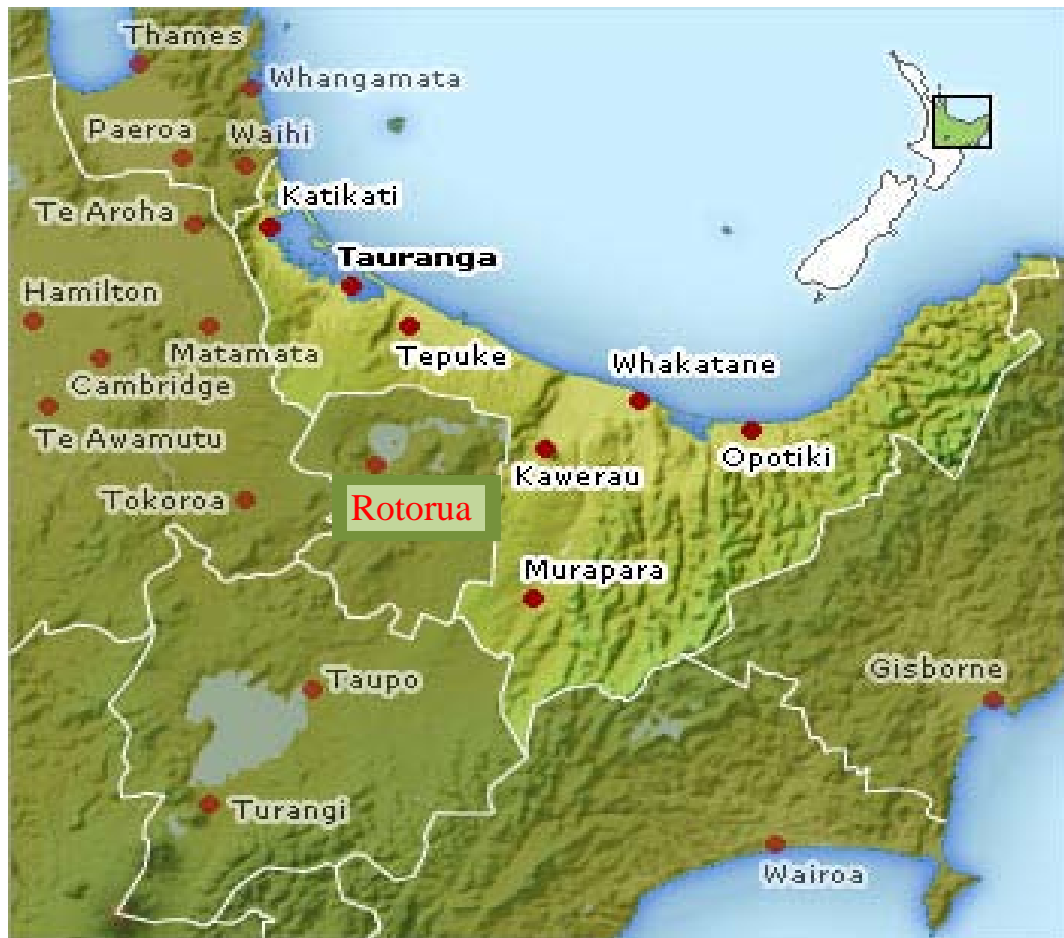 Thames
Whangamata
Paeroa
Waihi
Katikati
Te Aroha
Tauranga
Hamilton
Matamata
Tepuke
Whakatane
Cambridge
Te Awamutu
Opotiki
Kawerau
Tokoroa
Rotorua
Murapara
Gisborne
Taupo
Turangi
Wairoa